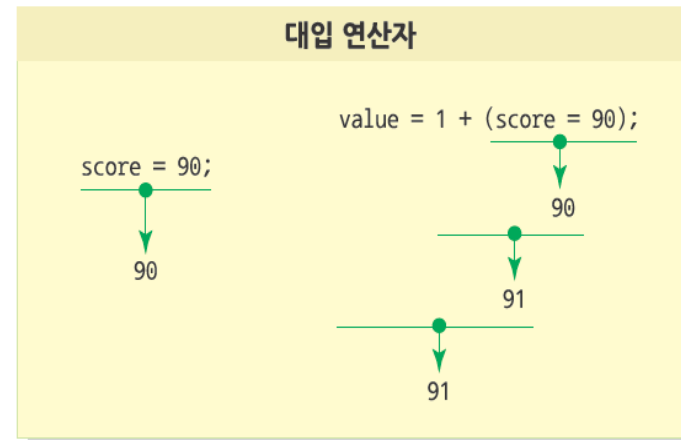 대입 연산자
score = 90;
90
value = 1 + (score = 90);
90
91
91